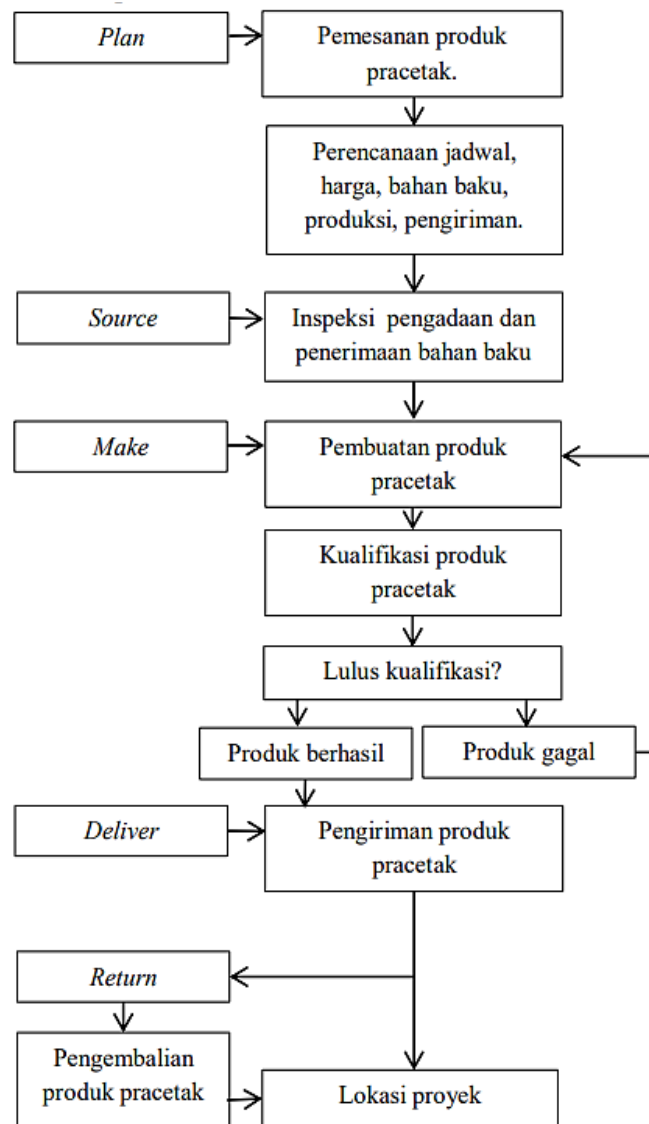 Plan
Pemesanan produk
pracetak.
Perencanaan jadwal,
harga, bahan baku,
produksi, pengiriman.
Source
Inspeksi pengadaan dan
penerimaan bahan baku
Make
Pembuatan produk
pracetak
Kualifikasi produk
pracetak
Lulus kualifikasi?
Produk berhasil
Produk gagal
Deliver
Pengiriman produk
pracetak
Return
Pengembalian
produk pracetak
Lokasi proyek